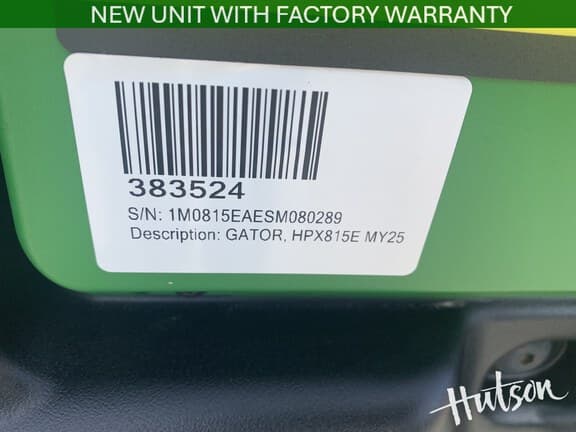 NEW UNIT WITH FACTORY WARRANTY
383524
S/N: 1M0815EAESM080289
Description: GATOR, HPX815E MY25
Hutson